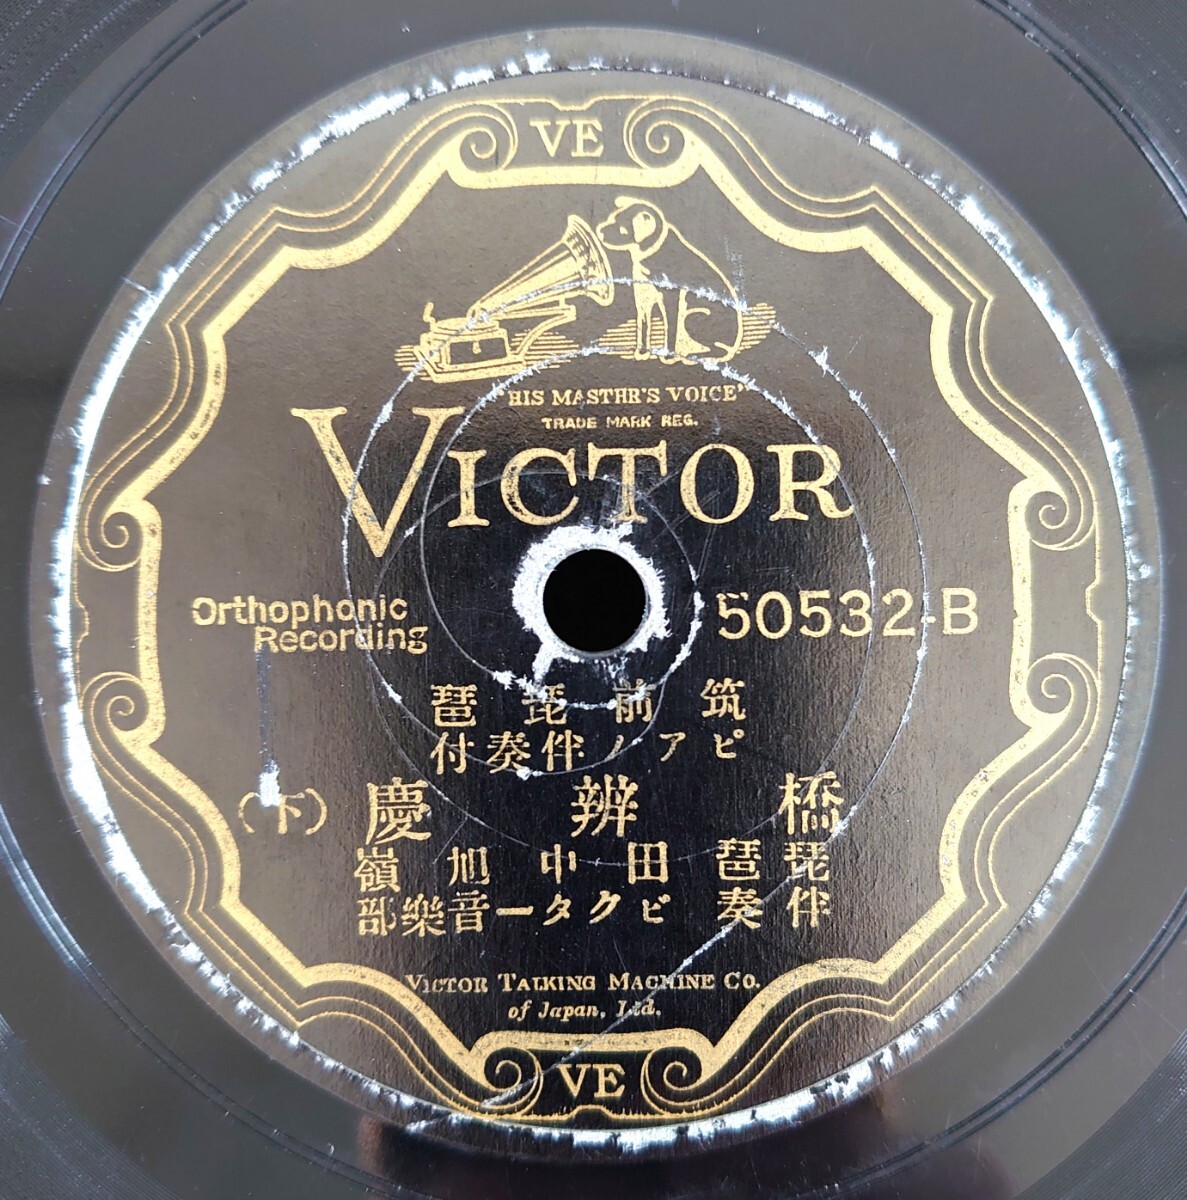 VE
"HIS MASTER'S VOICE"
TRADE MARK REG.
VICTOR
Orthophonic
Recording
50532-B
筑前琵琶
ピアノ伴奏付
橋辨慶(下)
琵琶 田中旭嶺
伴奏 ビクター音樂部
VICTOR TALKING MACHINE CO.
of Japan, Ltd.
VE